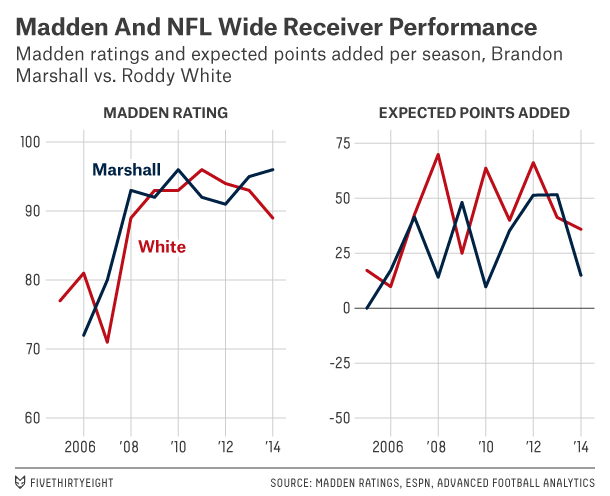 Madden And NFL Wide Receiver Performance
Madden ratings and expected points added per season, Brandon
Marshall vs. Roddy White
MADDEN RATING
100
90
80
70
60
Marshall
White
2006 '08 '10 '12 '14
EXPECTED POINTS ADDED
75
50
25
0
-25
-50
2006 '08 '10 '12 '14
FIVETHIRTYEIGHT
SOURCE: MADDEN RATINGS, ESPN, ADVANCED FOOTBALL ANALYTICS